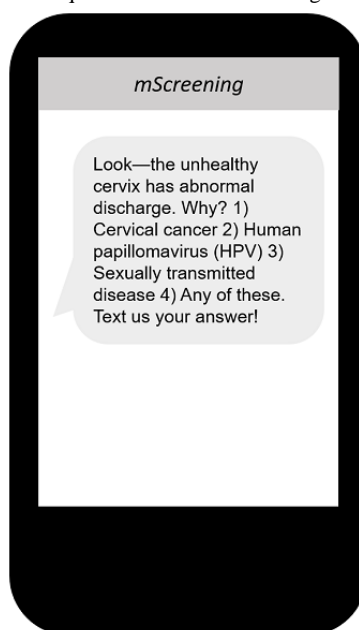 mScreening
Look—the unhealthy
cervix has abnormal
discharge. Why? 1)
Cervical cancer 2) Human
papillomavirus (HPV) 3)
Sexually transmitted
disease 4) Any of these.
Text us your answer!